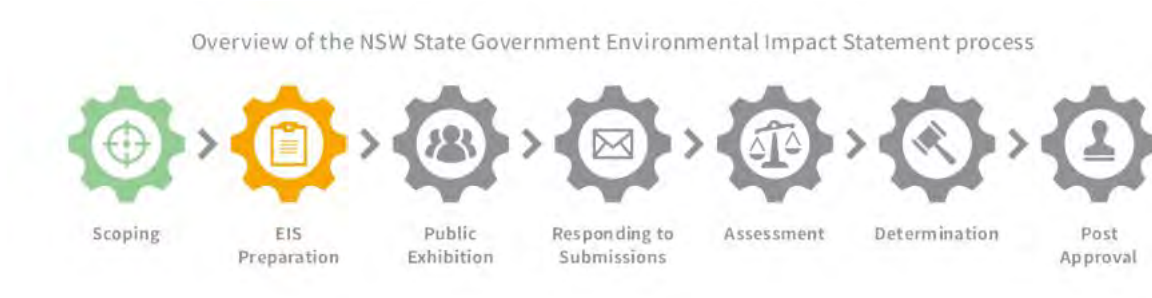 Overview of the NSW State Government Environmental Impact Statement process
Scoping
EIS
Preparation
Public
Exhibition
Responding to
Submissions
Assessment
Determination
Post
Approval